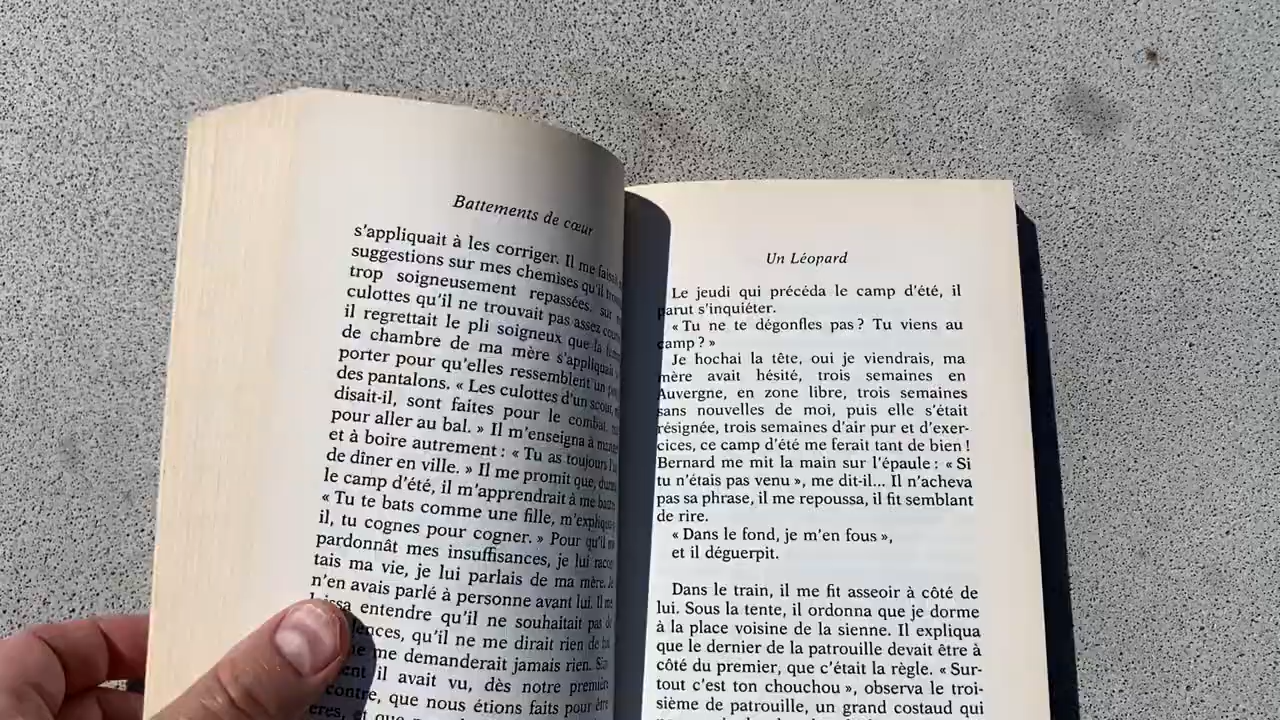 Battements de cœur
s'appliquait à les corriger. Il me faisait
suggestions sur mes chemises qu'il
trop soigneusement repassées, sur
culottes qu'il ne trouvait pas assez
il regrettait le pli soigneux que la
de chambre de ma mère s'appliquait
porter pour qu'elles ressemblent un
des pantalons. « Les culottes d'un scout,
disait-il, sont faites pour le combat,
pour aller au bal. » Il m'enseigna à
et à boire autrement : « Tu as toujours
de dîner en ville. » Il me promit que,
le camp d'été, il m'apprendrait à me
« Tu te bats comme une fille,
il, tu cognes pour cogner. » Pour qu'il
pardonnât mes insuffisances, je lui
tais ma vie, je lui parlais de ma mère. Je
n'en avais parlé à personne avant lui. Il me
entendre qu'il ne souhaitait pas
qu'il ne me dirait rien de
me demanderait jamais rien.
il avait vu, dès notre première
que nous étions faits pour être
Un Léopard
Le jeudi qui précéda le camp d'été, il
parut s'inquiéter.
« Tu ne te dégonfles pas ? Tu viens au
camp ? »
Je hochai la tête, oui je viendrais, ma
mère avait hésité, trois semaines en
Auvergne, en zone libre, trois semaines
sans nouvelles de moi, puis elle s'était
résignée, trois semaines d'air pur et d'exer-
cices, ce camp d'été me ferait tant de bien !
Bernard me mit la main sur l'épaule : « Si
tu n'étais pas venu », me dit-il... Il n'acheva
pas sa phrase, il me repoussa, il fit semblant
de rire.
« Dans le fond, je m'en fous »,
et il déguerpit.
Dans le train, il me fit asseoir à côté de
lui. Sous la tente, il ordonna que je dorme
à la place voisine de la sienne. Il expliqua
que le dernier de la patrouille devait être à
côté du premier, que c'était la règle. « Sur-
tout c'est ton chouchou », observa le troi-
sième de patrouille, un grand costaud qui